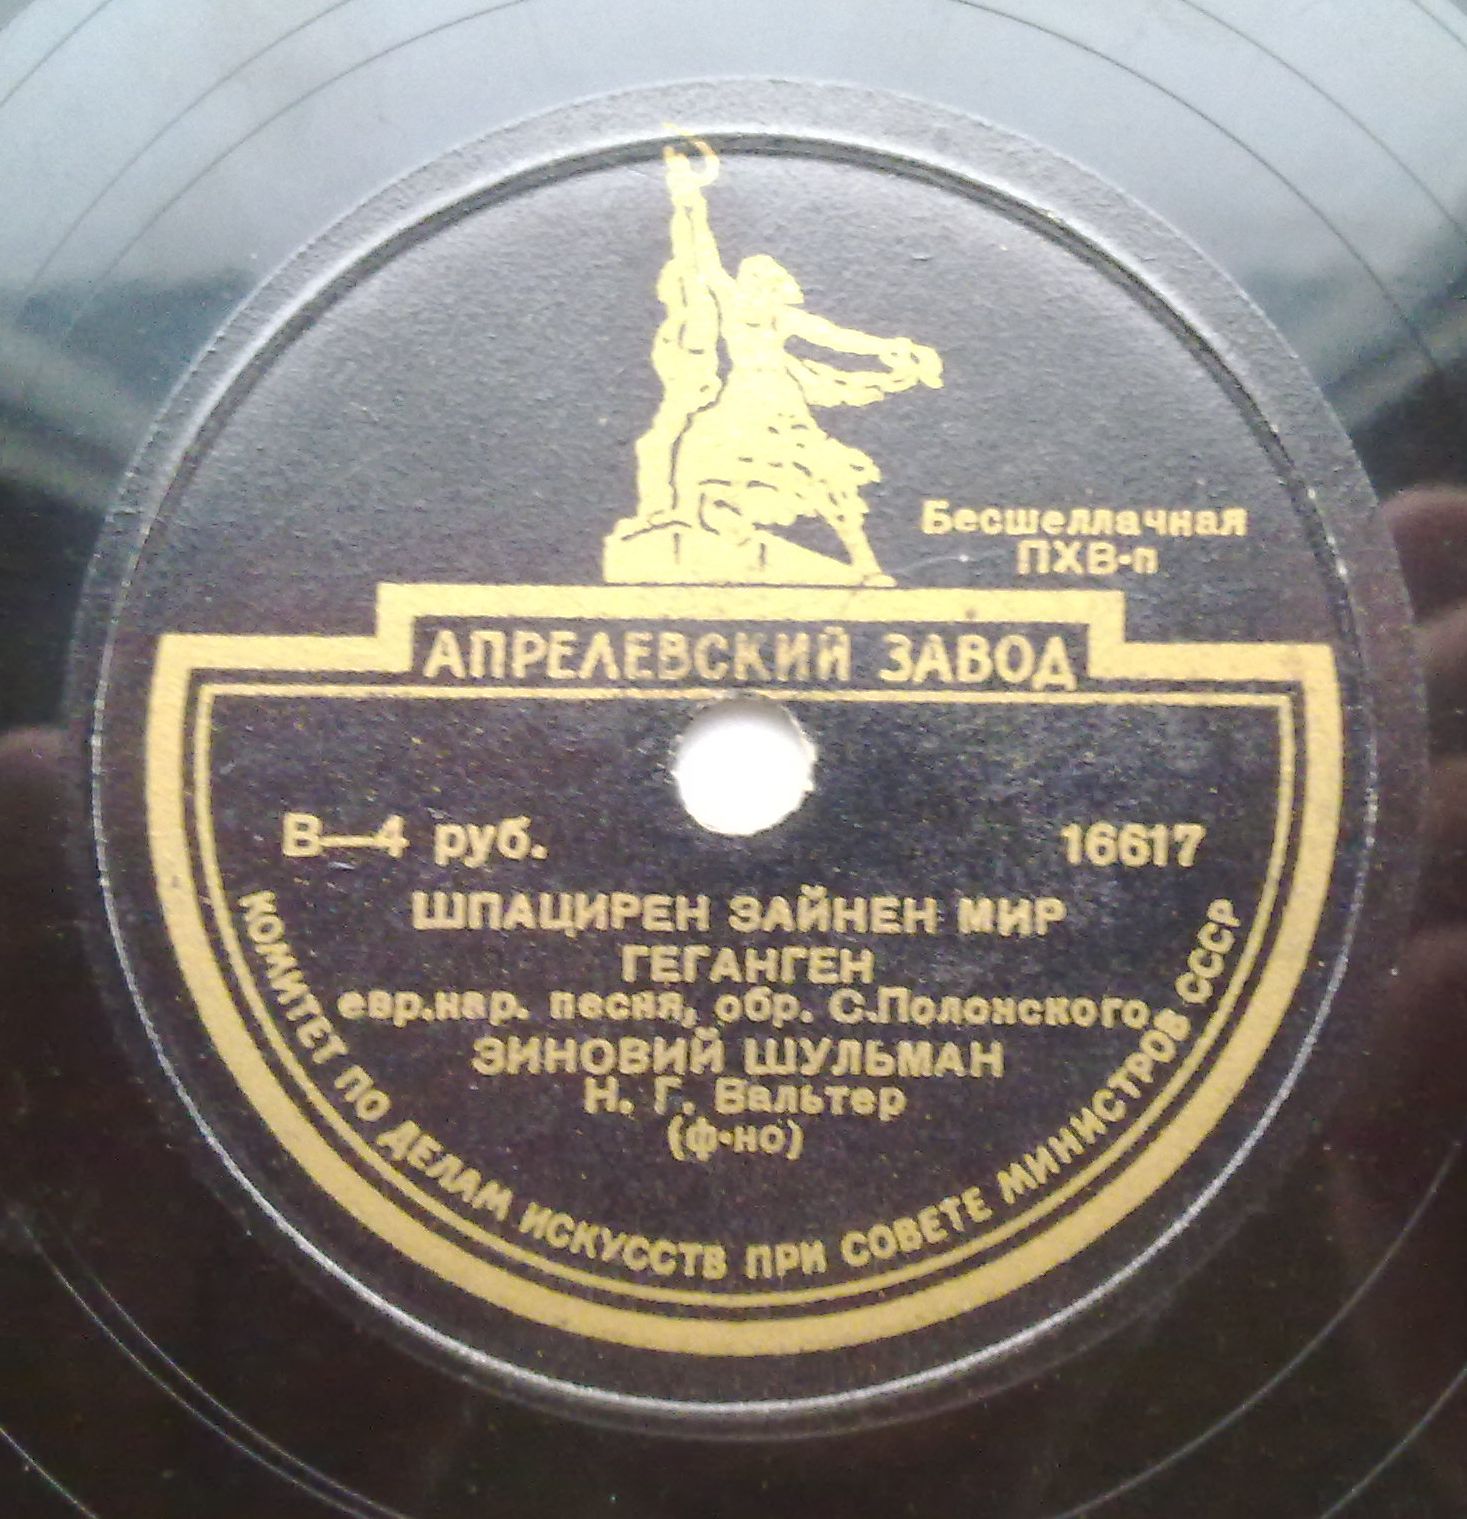 Бесшеллачная
ПХВ-п
АПРЕЛЕВСКИЙ ЗАВОД
В—4 руб.
16617
ШПАЦИРЕН ЗАЙНЕН МИР
ГЕГАНГЕН
евр.нар. песня, обр. С.Полонского
ЗИНОВИЙ ШУЛЬМАН
Н. Г. Вальтер
(ф-но)
КОМИТЕТ ПО ДЕЛАМ ИСКУССТВ ПРИ СОВЕТЕ МИНИСТРОВ СССР